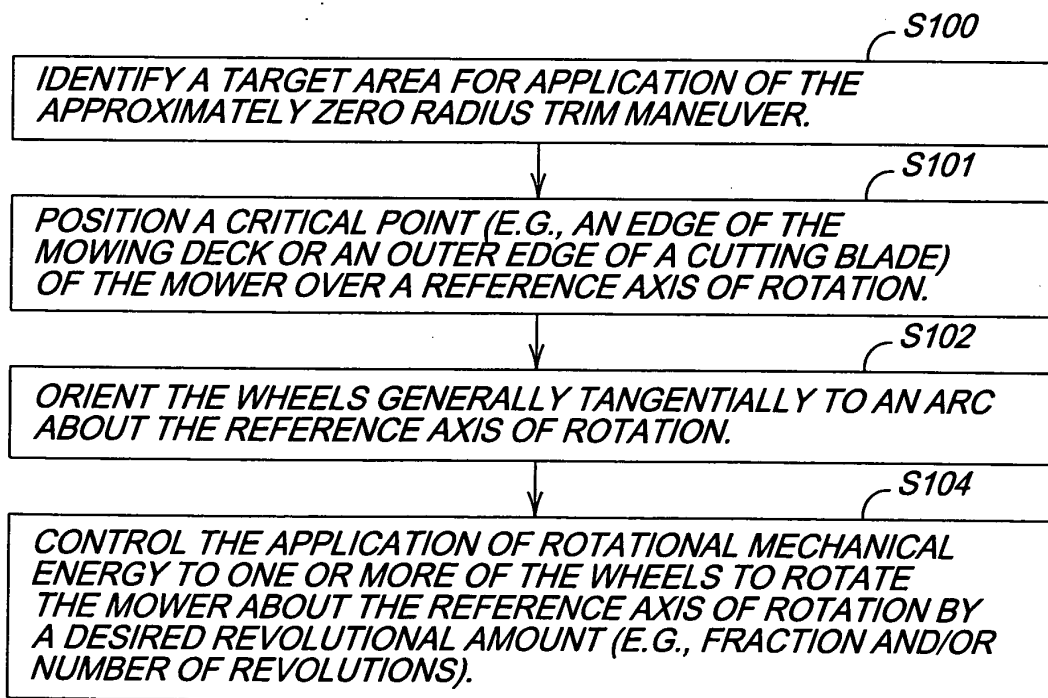 S100
IDENTIFY A TARGET AREA FOR APPLICATION OF THE
APPROXIMATELY ZERO RADIUS TRIM MANEUVER.
S101
POSITION A CRITICAL POINT (E.G., AN EDGE OF THE
MOWING DECK OR AN OUTER EDGE OF A CUTTING BLADE)
OF THE MOWER OVER A REFERENCE AXIS OF ROTATION.
S102
ORIENT THE WHEELS GENERALLY TANGENTIALLY TO AN ARC
ABOUT THE REFERENCE AXIS OF ROTATION.
S104
CONTROL THE APPLICATION OF ROTATIONAL MECHANICAL
ENERGY TO ONE OR MORE OF THE WHEELS TO ROTATE
THE MOWER ABOUT THE REFERENCE AXIS OF ROTATION BY
A DESIRED REVOLUTIONAL AMOUNT (E.G., FRACTION AND/OR
NUMBER OF REVOLUTIONS).